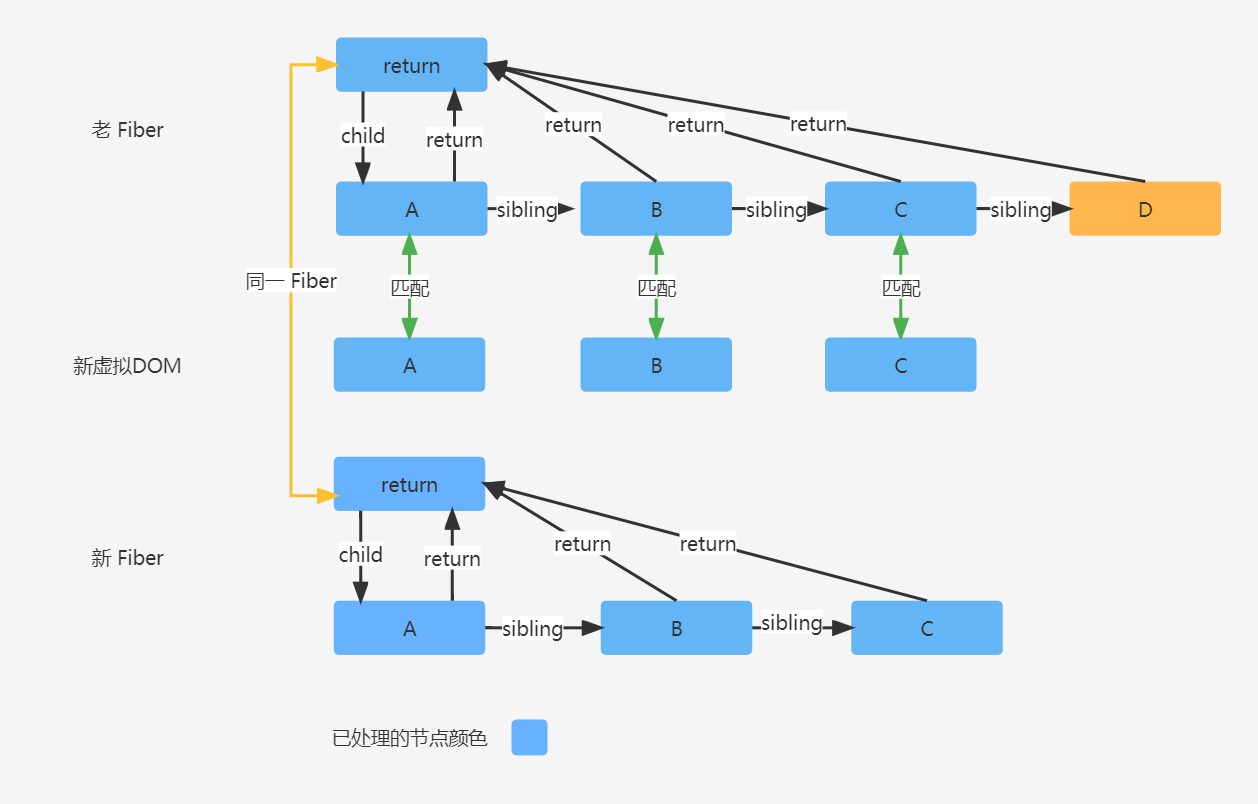 return
老 Fiber
child
return
return
return
return
A
sibling
B
sibling
C
sibling
D
同一 Fiber
匹配
匹配
匹配
新虚拟DOM
A
B
C
return
新 Fiber
child
return
return
return
A
sibling
B
sibling
C
已处理的节点颜色